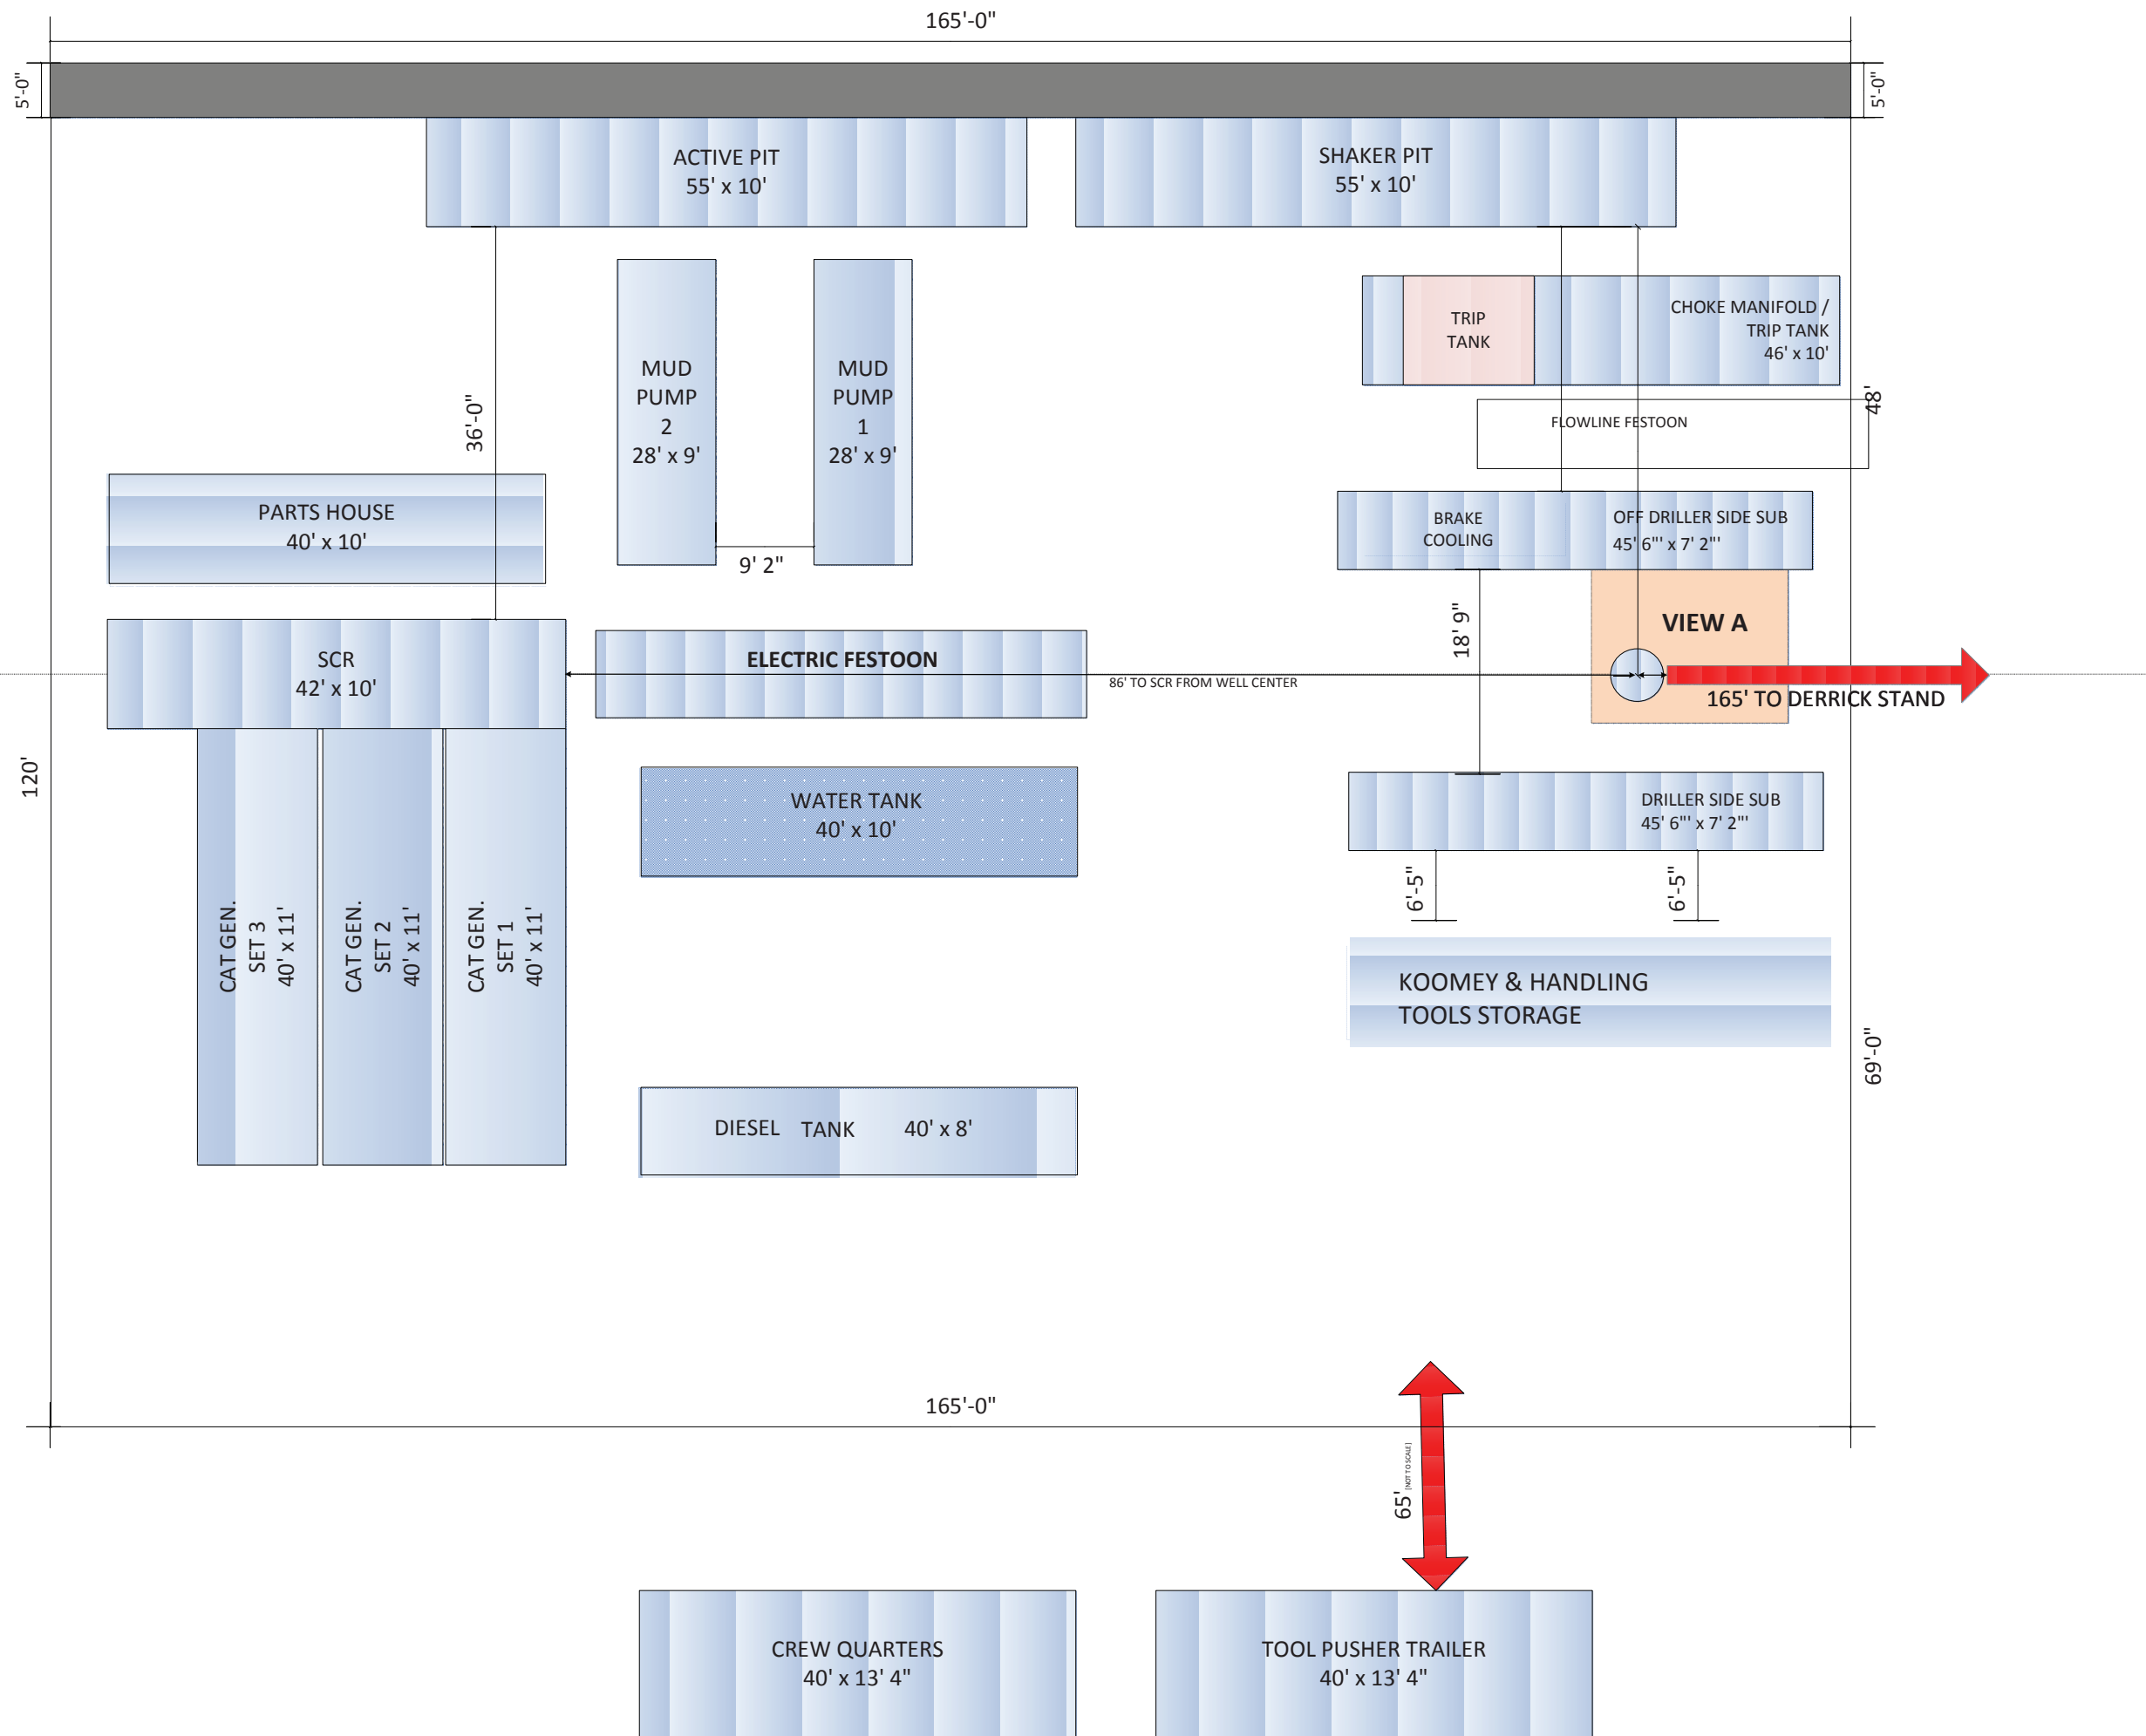 165'-0"
5'-0"
5'-0"
ACTIVE PIT
55' x 10'
SHAKER PIT
55' x 10'
MUD
PUMP
2
28' x 9'
MUD
PUMP
1
28' x 9'
9' 2"
36'-0"
TRIP
TANK
CHOKE MANIFOLD /
TRIP TANK
46' x 10'
48'
FLOWLINE FESTOON
PARTS HOUSE
40' x 10'
BRAKE
COOLING
OFF DRILLER SIDE SUB
45' 6"' x 7' 2"'
18' 9"
VIEW A
SCR
42' x 10'
ELECTRIC FESTOON
86' TO SCR FROM WELL CENTER
165' TO DERRICK STAND
120'
WATER TANK
40' x 10'
DRILLER SIDE SUB
45' 6"' x 7' 2"'
6'-5"
6'-5"
CAT GEN.
SET 3
40' x 11'
CAT GEN.
SET 2
40' x 11'
CAT GEN.
SET 1
40' x 11'
KOOMEY & HANDLING
TOOLS STORAGE
69'-0"
DIESEL TANK 40' x 8'
165'-0"
65' [NOT TO SCALE]
CREW QUARTERS
40' x 13' 4"
TOOL PUSHER TRAILER
40' x 13' 4"